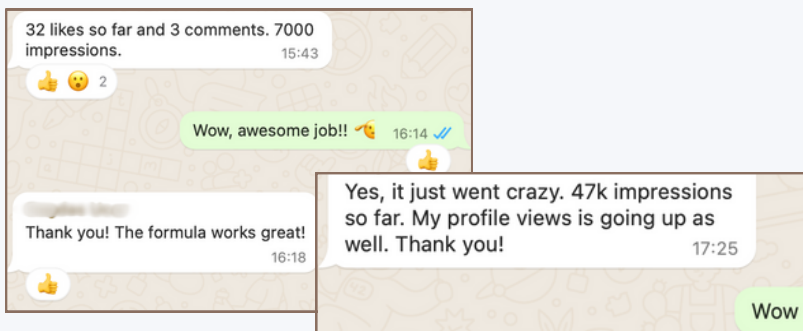 32 likes so far and 3 comments. 7000
impressions.
15:43
2
Wow, awesome job!!
16:14
Thank you! The formula works great!
16:18
Yes, it just went crazy. 47k impressions
so far. My profile views is going up as
well. Thank you!
17:25
Wow